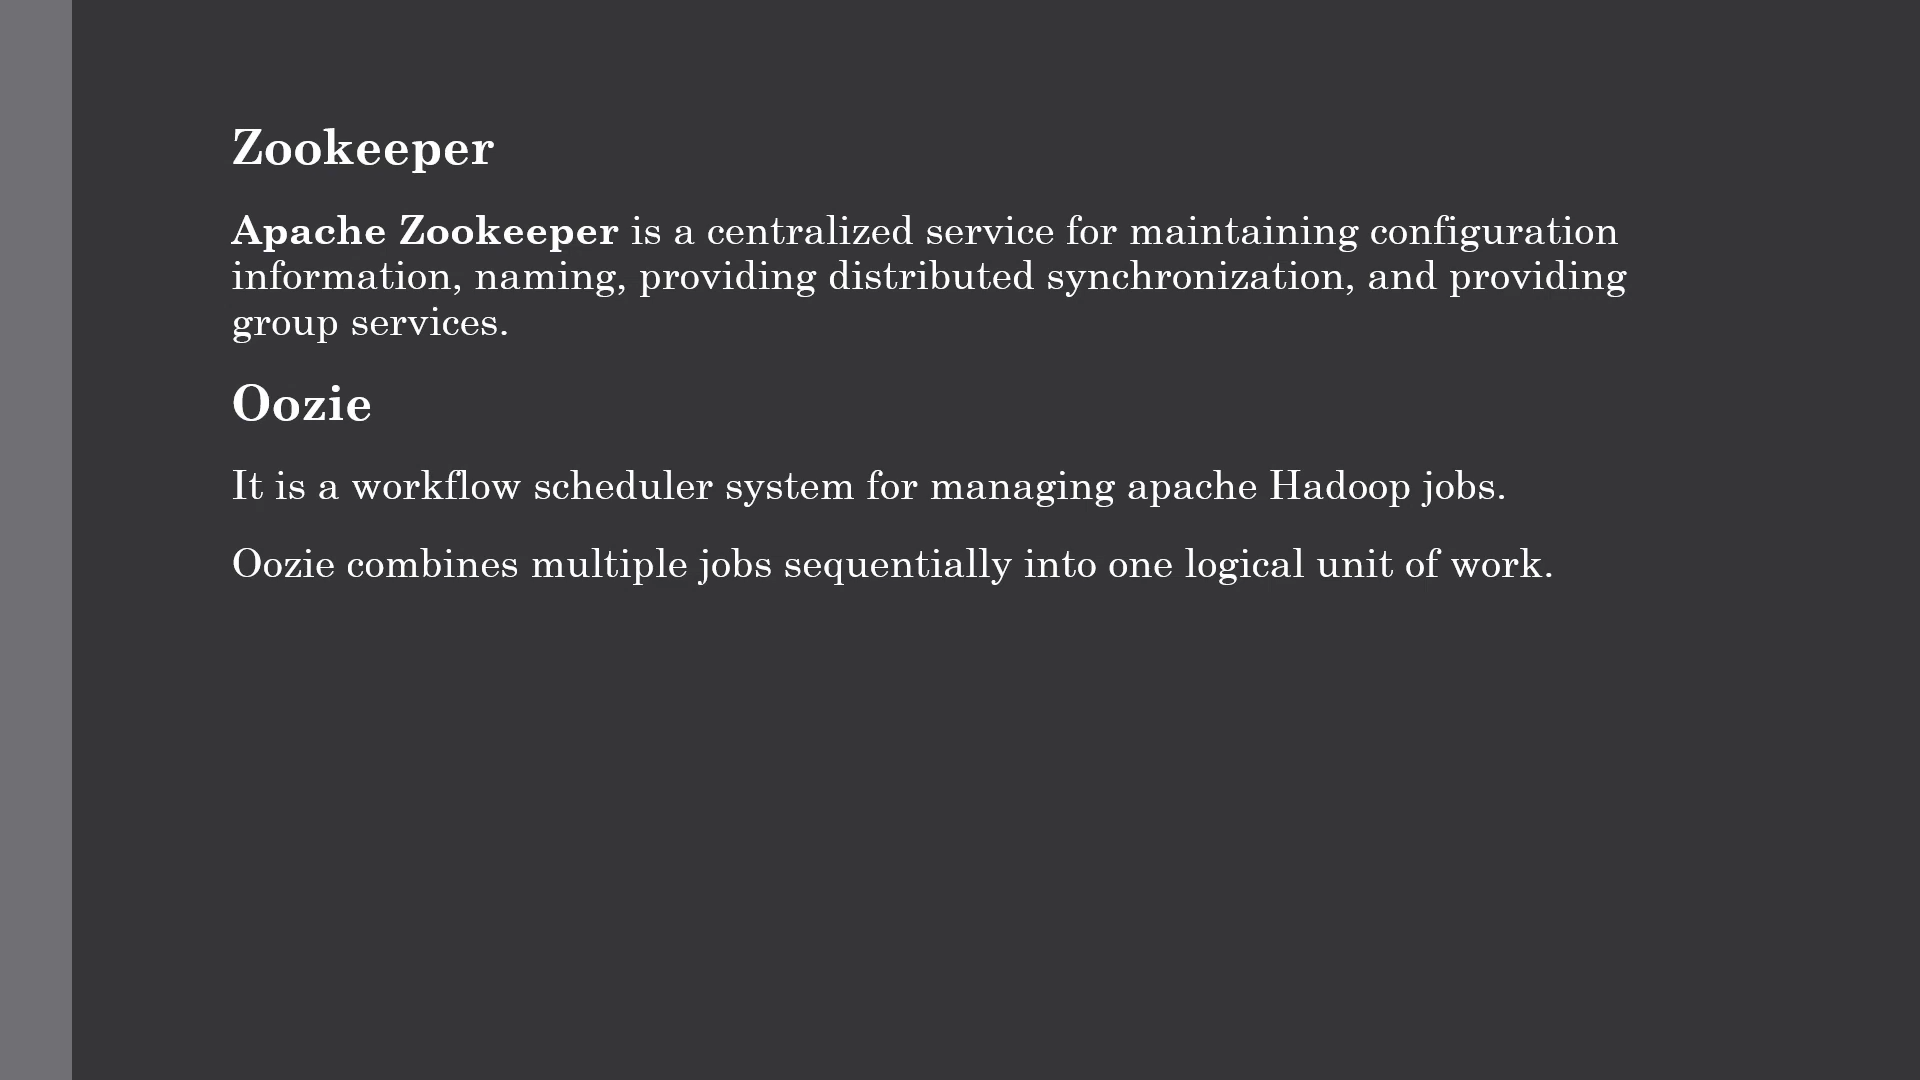 Zookeeper
Apache Zookeeper is a centralized service for maintaining configuration
information, naming, providing distributed synchronization, and providing
group services.
Oozie
It is a workflow scheduler system for managing apache Hadoop jobs.
Oozie combines multiple jobs sequentially into one logical unit of work.